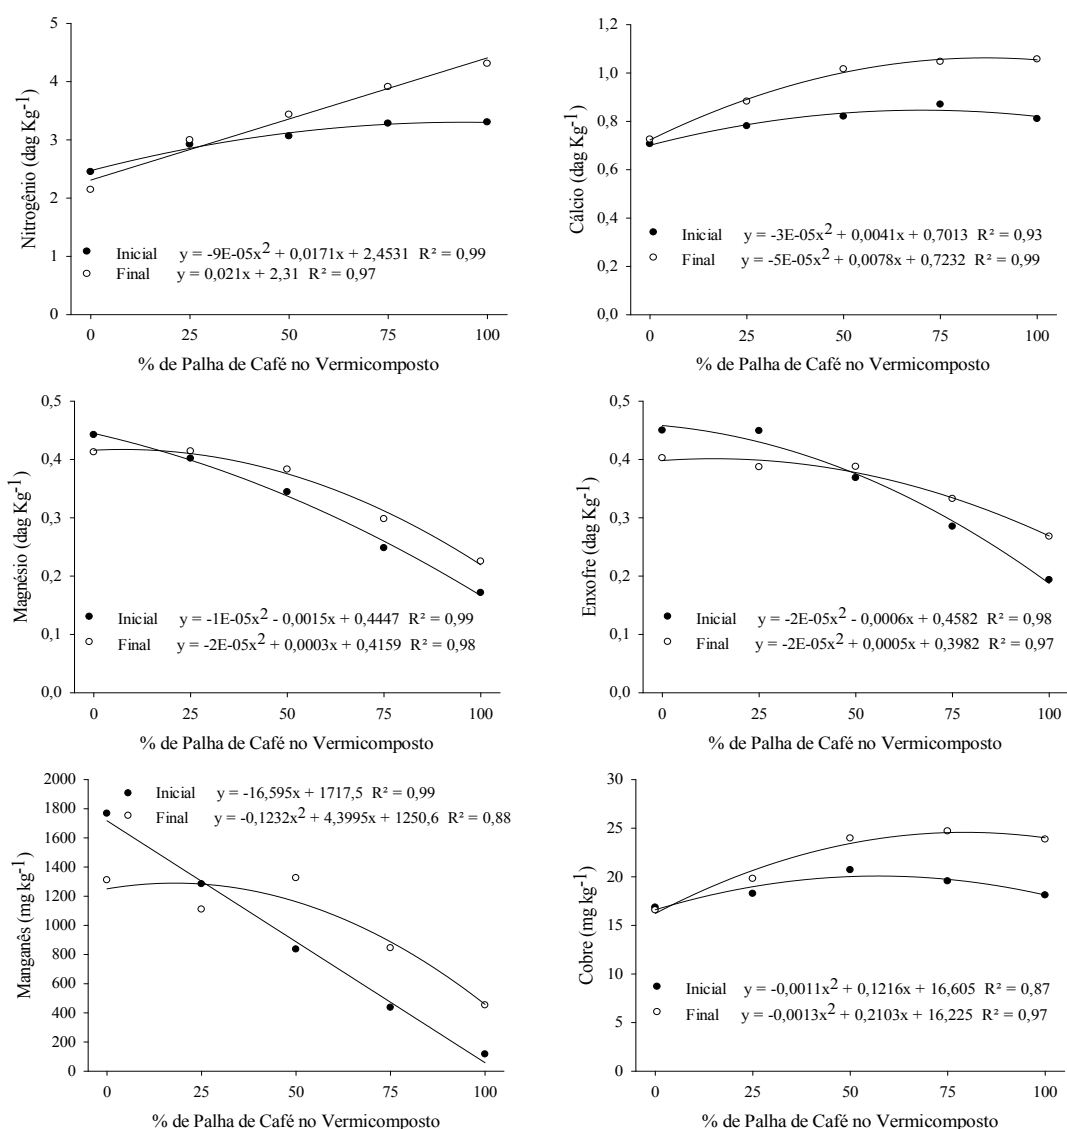 5
4
3
2
1
0
Nitrogênio (dag Kg-1)
Inicial y = -9E-05x2 + 0,0171x + 2,4531 R² = 0,99
Final y = 0,021x + 2,31 R² = 0,97
0 25 50 75 100
% de Palha de Café no Vermicomposto
1,2
1,0
0,8
0,6
0,4
0,2
0,0
Cálcio (dag Kg-1)
Inicial y = -3E-05x2 + 0,0041x + 0,7013 R² = 0,93
Final y = -5E-05x2 + 0,0078x + 0,7232 R² = 0,99
0 25 50 75 100
% de Palha de Café no Vermicomposto
0,5
0,4
0,3
0,2
0,1
0,0
Magnésio (dag Kg-1)
Inicial y = -1E-05x2 - 0,0015x + 0,4447 R² = 0,99
Final y = -2E-05x2 + 0,0003x + 0,4159 R² = 0,98
0 25 50 75 100
% de Palha de Café no Vermicomposto
0,5
0,4
0,3
0,2
0,1
0,0
Enxofre (dag Kg-1)
Inicial y = -2E-05x2 - 0,0006x + 0,4582 R² = 0,98
Final y = -2E-05x2 + 0,0005x + 0,3982 R² = 0,97
0 25 50 75 100
% de Palha de Café no Vermicomposto
2000
1800
1600
1400
1200
1000
800
600
400
200
0
Manganês (mg kg-1)
Inicial y = -16,595x + 1717,5 R² = 0,99
Final y = -0,1232x2 + 4,3995x + 1250,6 R² = 0,88
0 25 50 75 100
% de Palha de Café no Vermicomposto
30
25
20
15
10
5
0
Cobre (mg kg-1)
Inicial y = -0,0011x2 + 0,1216x + 16,605 R² = 0,87
Final y = -0,0013x2 + 0,2103x + 16,225 R² = 0,97
0 25 50 75 100
% de Palha de Café no Vermicomposto